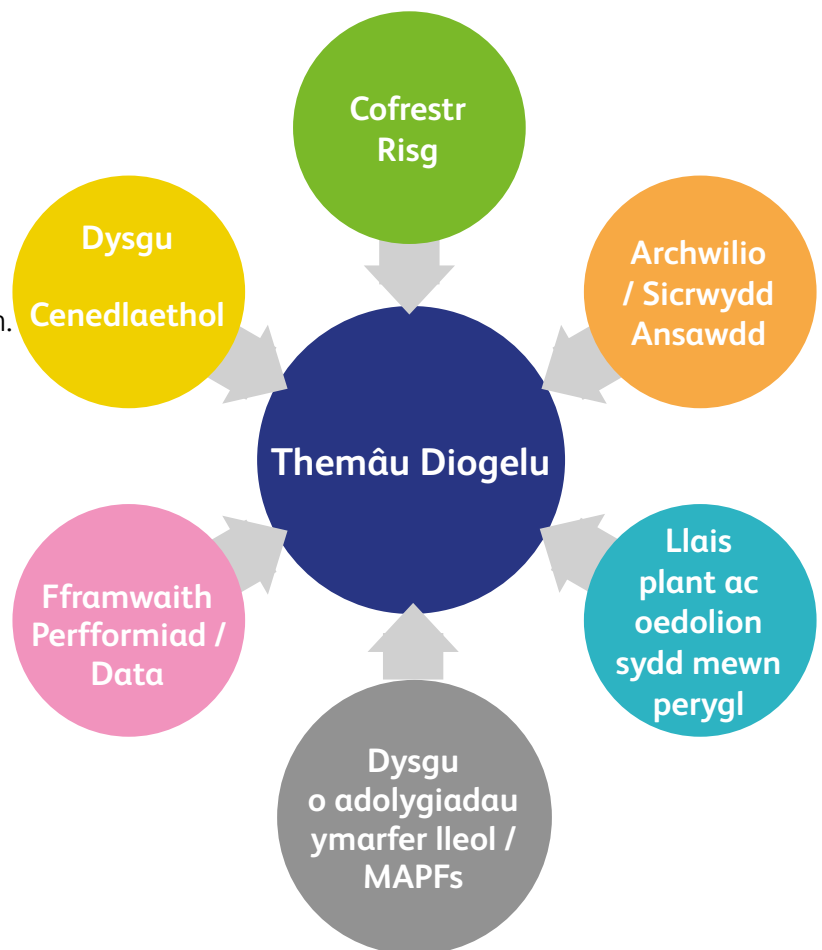 Cofrestr
Risg
Dysgu
Cenedlaethol
Archwilio
/ Sicrwydd
Ansawdd
Themâu Diogelu
Fframwaith
Perfformiad /
Data
Llais
plant ac
oedolion
sydd mewn
perygl
Dysgu
o adolygiadau
ymarfer lleol /
MAPFs